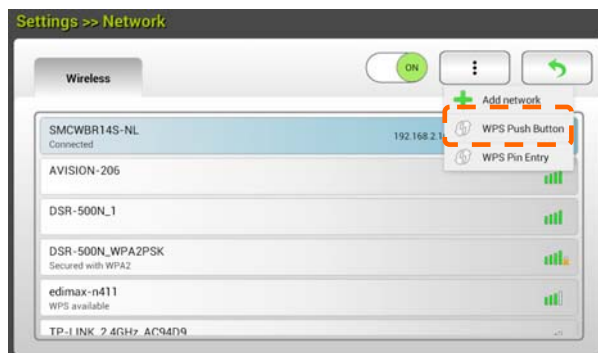 Settings >> Network
Wireless
ON
Add network
WPS Push Button
WPS Pin Entry
SMCWBR14S-NL
Connected
192.168.2.1
AVISION-206
DSR-500N_1
DSR-500N_WPA2PSK
Secured with WPA2
edimax-n411
WPS available
TP-LINK_2.4GHz_AC94D9